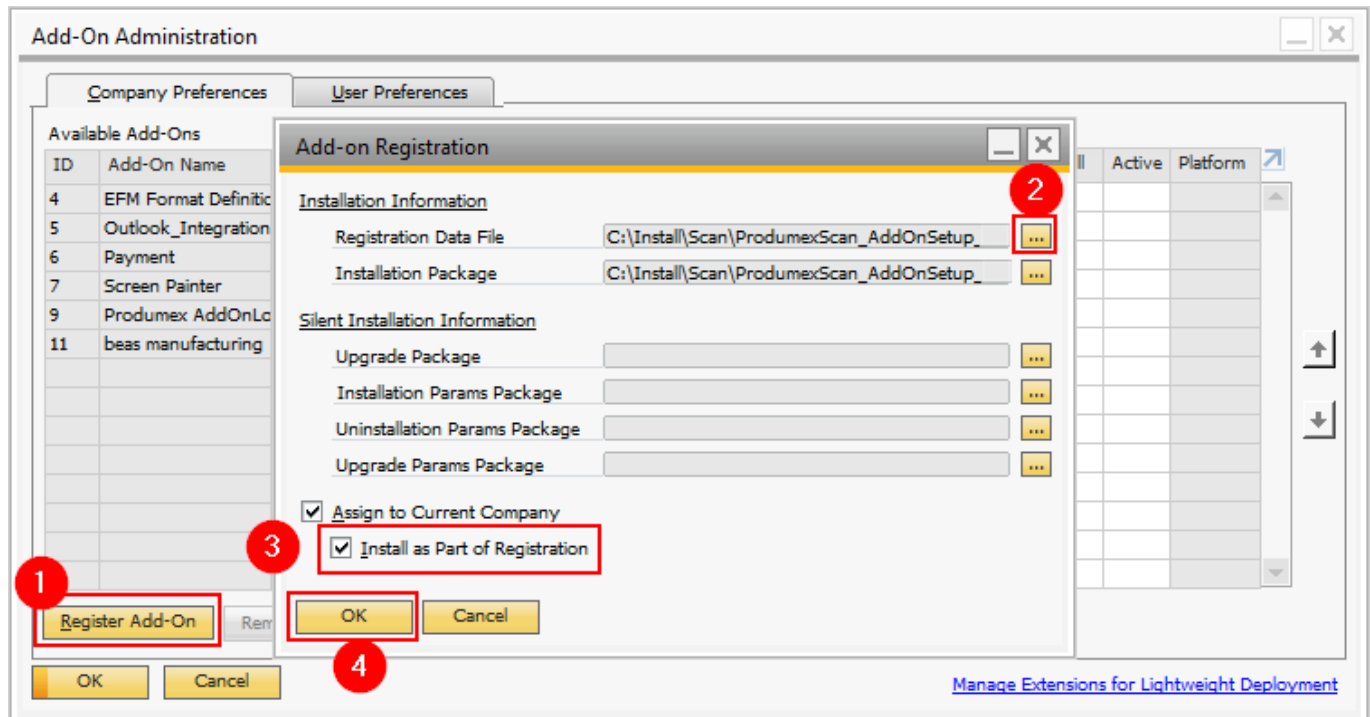 Add-On Administration
Company Preferences
User Preferences
Available Add-Ons
ID Add-On Name
Active Platform
4 EFM Format Definitio
5 Outlook_Integration
6 Payment
7 Screen Painter
9 Produmex AddOnLo
11 beas manufacturing
Add-on Registration
2
Installation Information
Registration Data File C:\Install\Scan\ProdumexScan_AddOnSetup_ ...
Installation Package C:\Install\Scan\ProdumexScan_AddOnSetup_ ...
Silent Installation Information
Upgrade Package ...
Installation Params Package ...
Uninstallation Params Package ...
Upgrade Params Package ...
Assign to Current Company
3 Install as Part of Registration
OK Cancel
4
1
Register Add-On Rem
OK Cancel
Manage Extensions for Lightweight Deployment